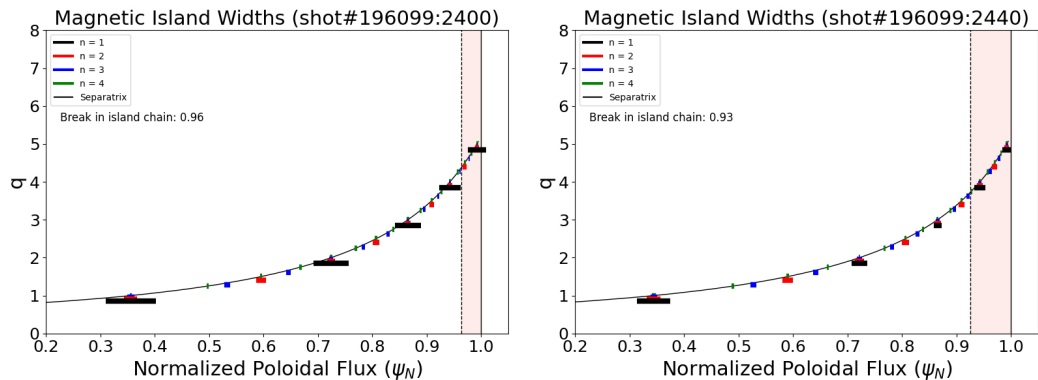 Magnetic Island Widths (shot#196099:2400)
8
7
6
5
4
3
2
1
0
q
n = 1
n = 2
n = 3
n = 4
Separatrix
Break in island chain: 0.96
0.2 0.3 0.4 0.5 0.6 0.7 0.8 0.9 1.0
Normalized Poloidal Flux (ψN)
Magnetic Island Widths (shot#196099:2440)
8
7
6
5
4
3
2
1
0
q
n = 1
n = 2
n = 3
n = 4
Separatrix
Break in island chain: 0.93
0.2 0.3 0.4 0.5 0.6 0.7 0.8 0.9 1.0
Normalized Poloidal Flux (ψN)